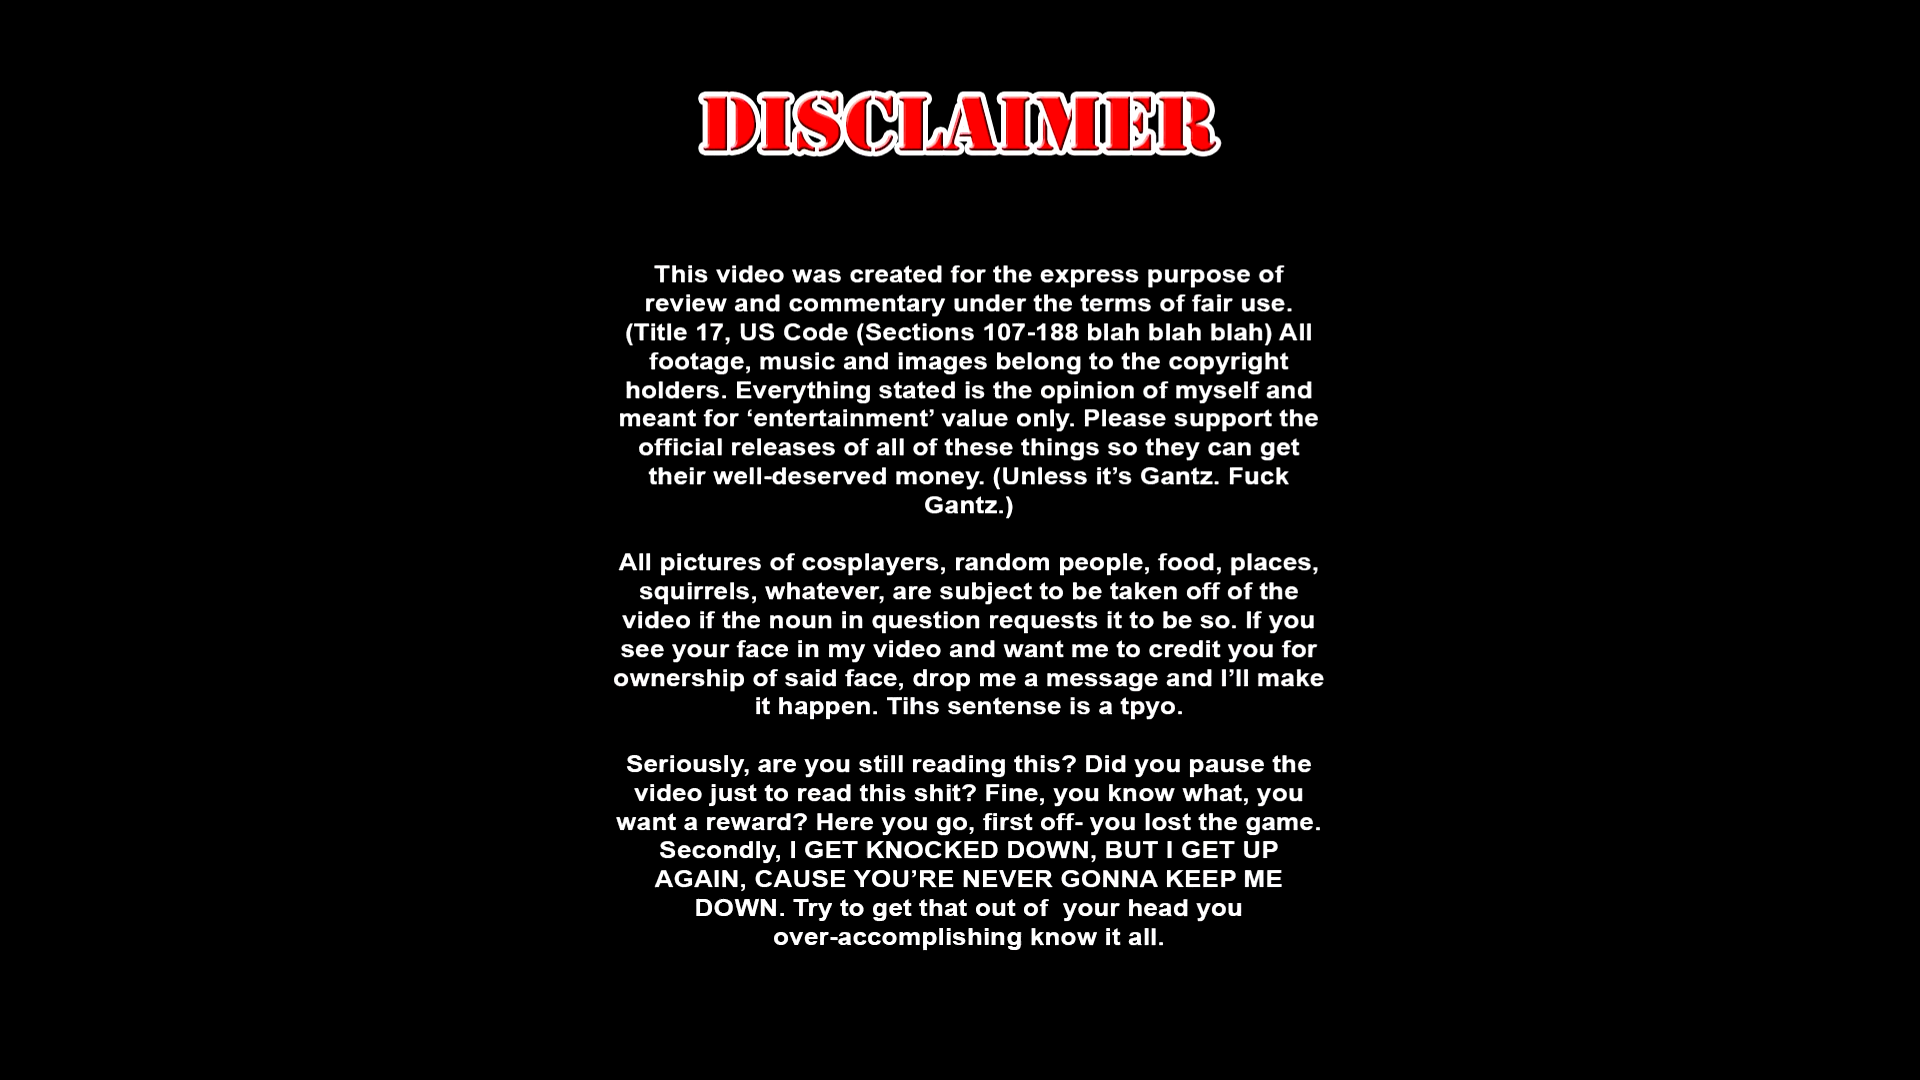 DISCLAIMER
This video was created for the express purpose of
review and commentary under the terms of fair use.
(Title 17, US Code (Sections 107-188 blah blah blah) All
footage, music and images belong to the copyright
holders. Everything stated is the opinion of myself and
meant for ‘entertainment’ value only. Please support the
official releases of all of these things so they can get
their well-deserved money. (Unless it’s Gantz. Fuck
Gantz.)
All pictures of cosplayers, random people, food, places,
squirrels, whatever, are subject to be taken off of the
video if the noun in question requests it to be so. If you
see your face in my video and want me to credit you for
ownership of said face, drop me a message and I’ll make
it happen. Tihs sentense is a tpyo.
Seriously, are you still reading this? Did you pause the
video just to read this shit? Fine, you know what, you
want a reward? Here you go, first off- you lost the game.
Secondly, I GET KNOCKED DOWN, BUT I GET UP
AGAIN, CAUSE YOU’RE NEVER GONNA KEEP ME
DOWN. Try to get that out of  your head you
over-accomplishing know it all.